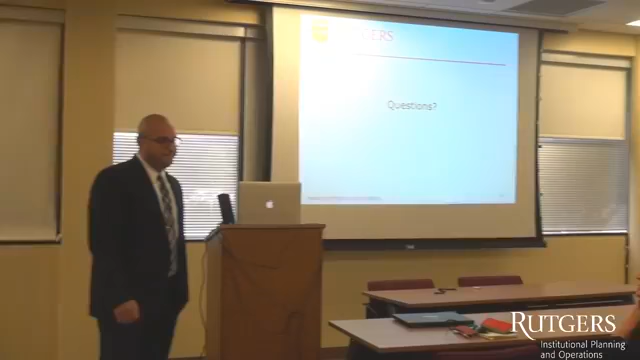 RUTGERS
Questions?
RUTGERS
Institutional Planning
and Operations